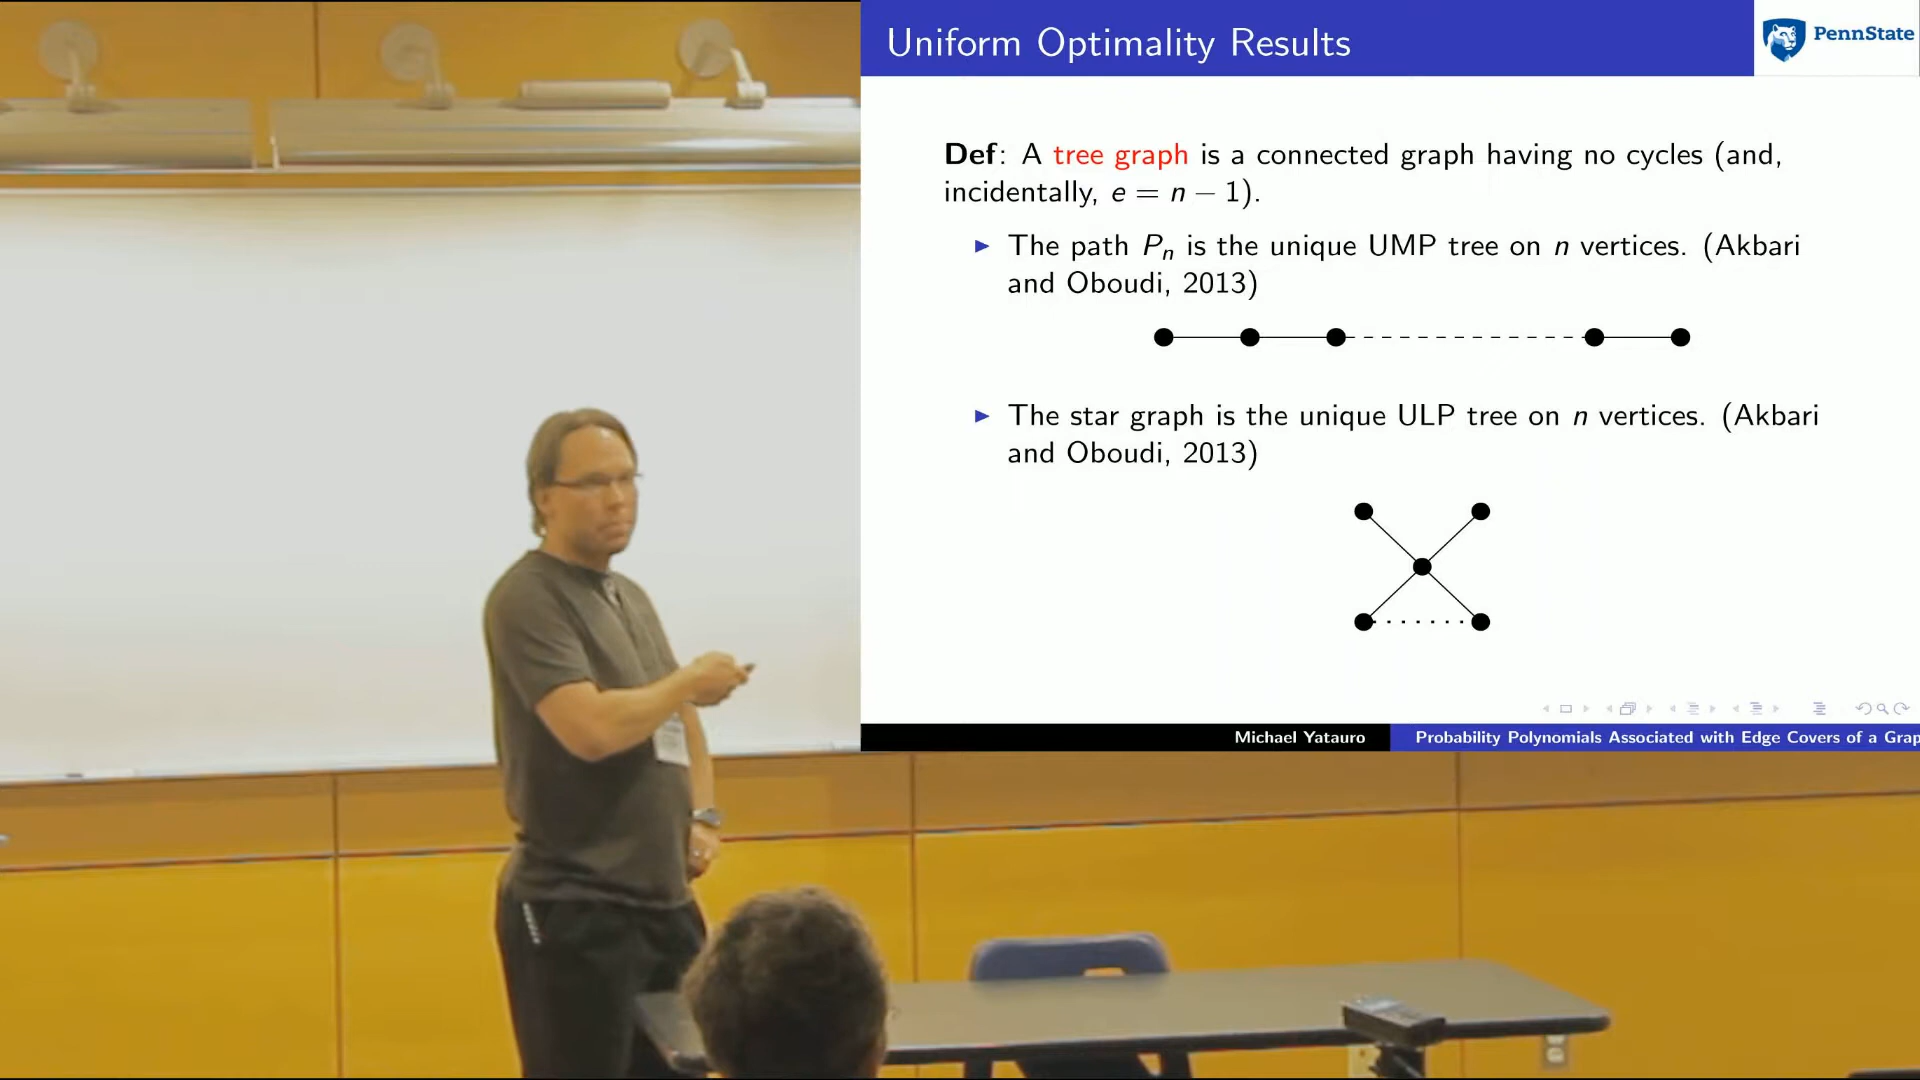 Uniform Optimality Results
PennState
Def: A tree graph is a connected graph having no cycles (and,
incidentally, e = n − 1).
The path Pₙ is the unique UMP tree on n vertices. (Akbari
and Oboudi, 2013)
The star graph is the unique ULP tree on n vertices. (Akbari
and Oboudi, 2013)
Michael Yatauro
Probability Polynomials Associated with Edge Covers of a Grap